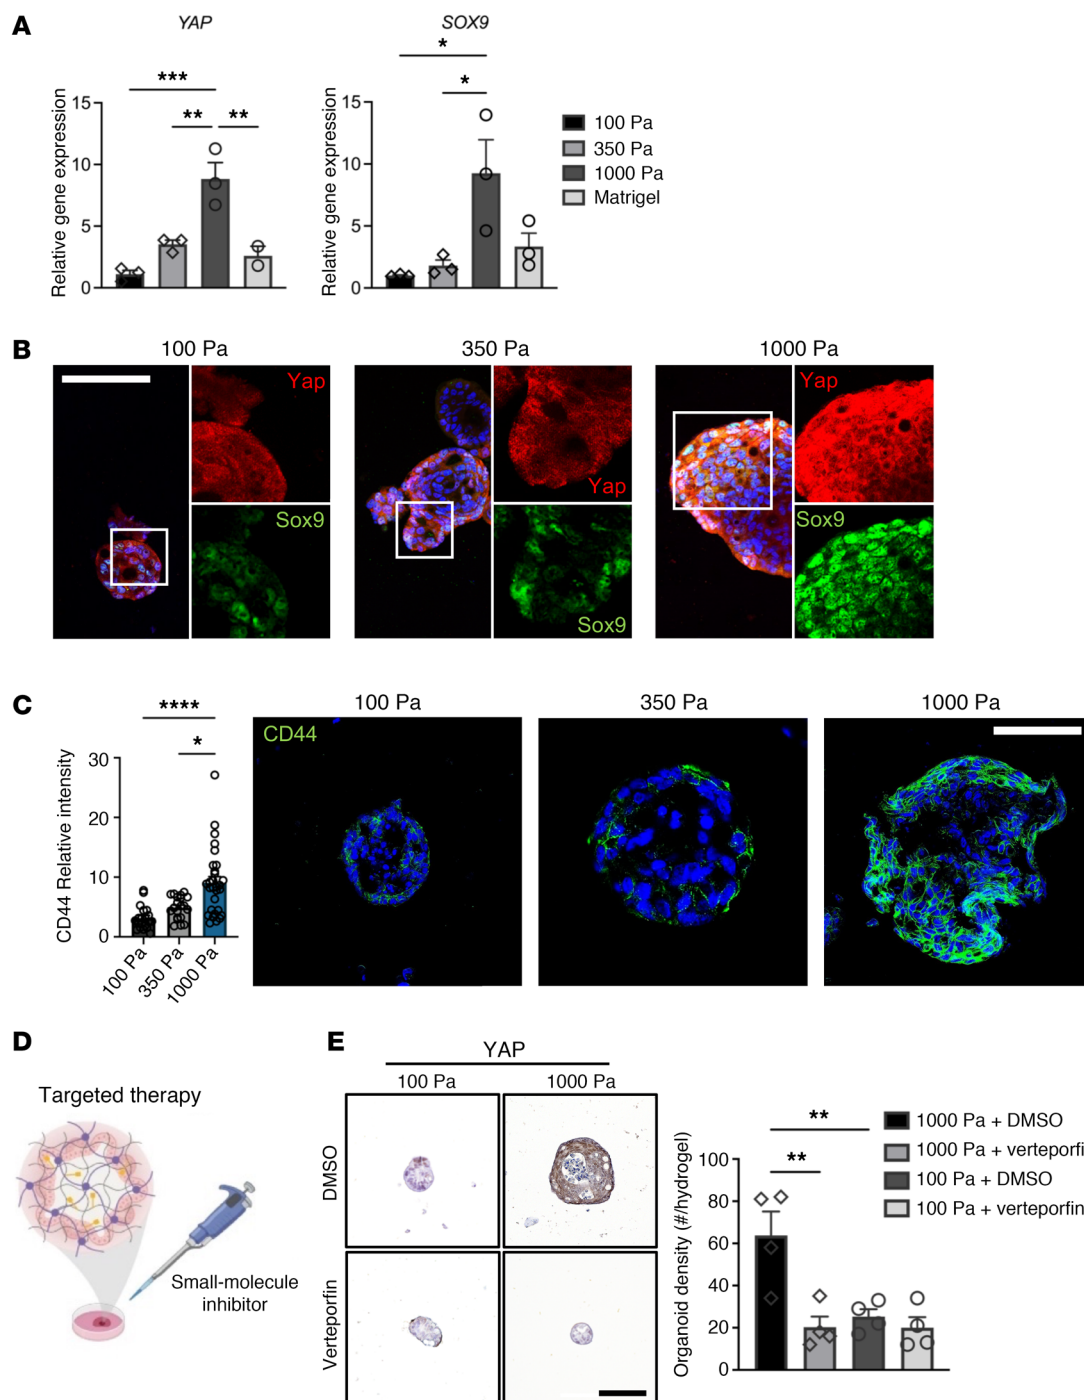 A
YAP
SOX9
***
**
**
*
*
Relative gene expression
15
10
5
0
Relative gene expression
15
10
5
0
100 Pa
350 Pa
1000 Pa
Matrigel
B
100 Pa
350 Pa
1000 Pa
Yap
Sox9
Yap
Sox9
Yap
Sox9
C
****
*
CD44 Relative intensity
30
20
10
0
100 Pa
350 Pa
1000 Pa
100 Pa
350 Pa
1000 Pa
CD44
D
Targeted therapy
Small-molecule
inhibitor
E
YAP
100 Pa
1000 Pa
DMSO
Verteporfin
**
**
Organoid density (#/hydrogel)
100
80
60
40
20
0
1000 Pa + DMSO
1000 Pa + verteporfi
100 Pa + DMSO
100 Pa + verteporfin